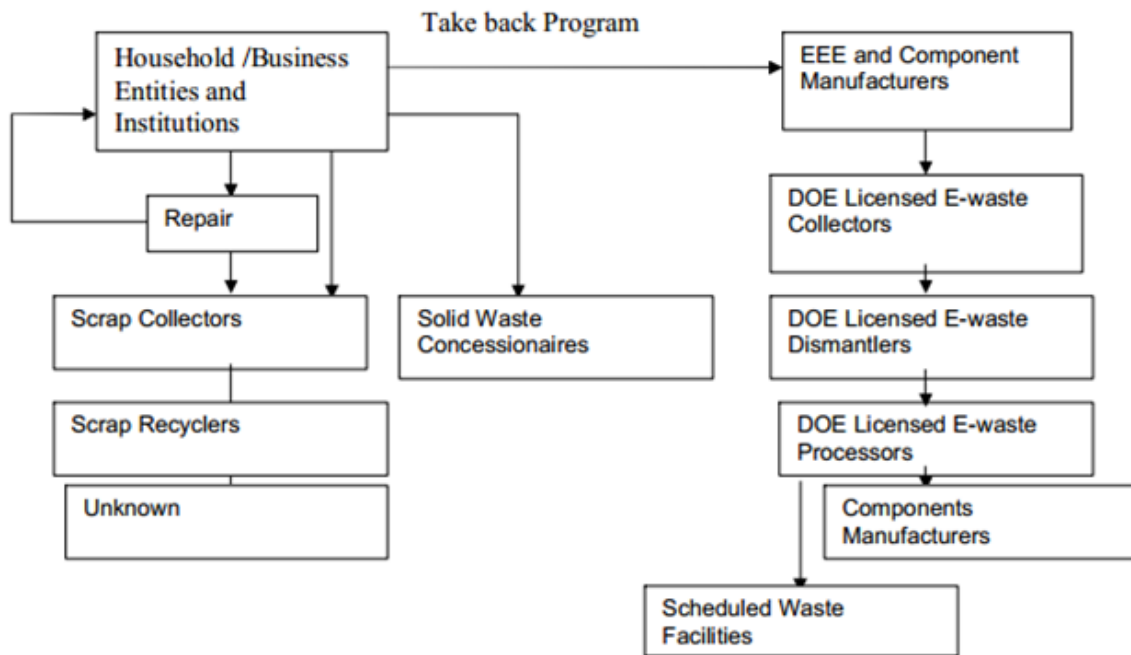 Take back Program
Household /Business
Entities and
Institutions
EEE and Component
Manufacturers
DOE Licensed E-waste
Collectors
Repair
Scrap Collectors
Solid Waste
Concessionaires
DOE Licensed E-waste
Dismantlers
Scrap Recyclers
DOE Licensed E-waste
Processors
Unknown
Components
Manufacturers
Scheduled Waste
Facilities